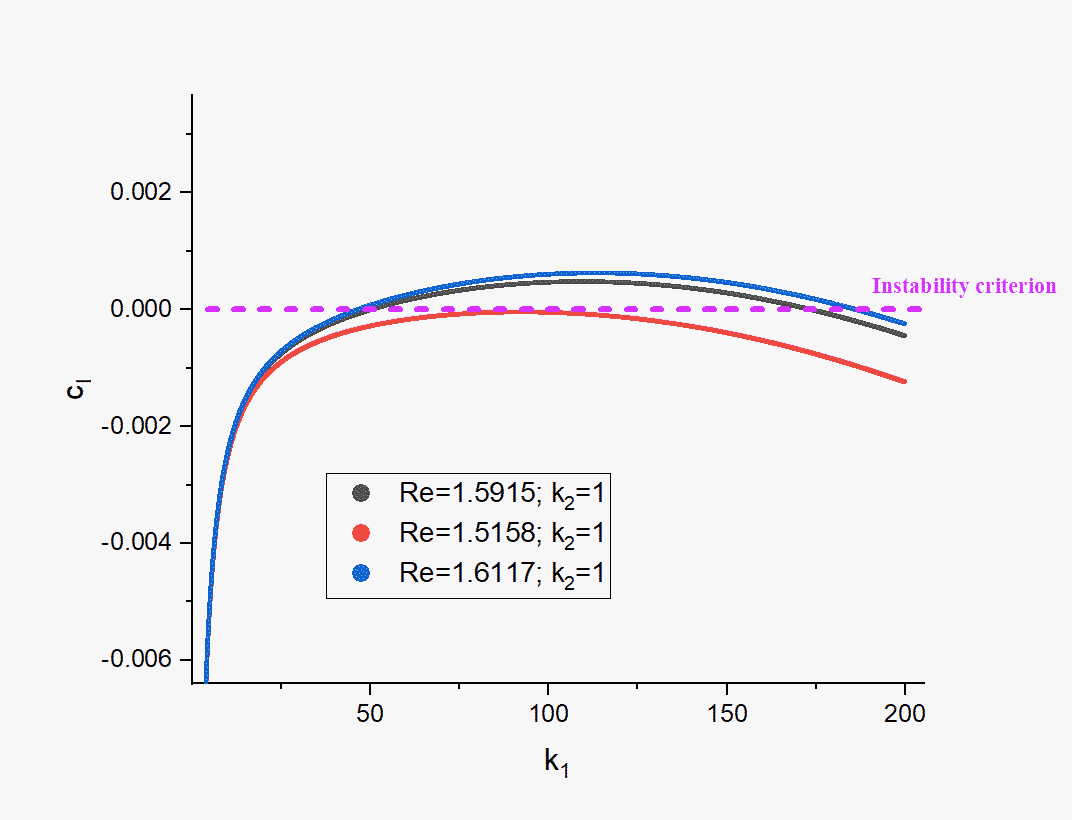 0.002
0.000
-0.002
-0.004
-0.006
cI
Instability criterion
Re=1.5915; k2=1
Re=1.5158; k2=1
Re=1.6117; k2=1
50 100 150 200
k1